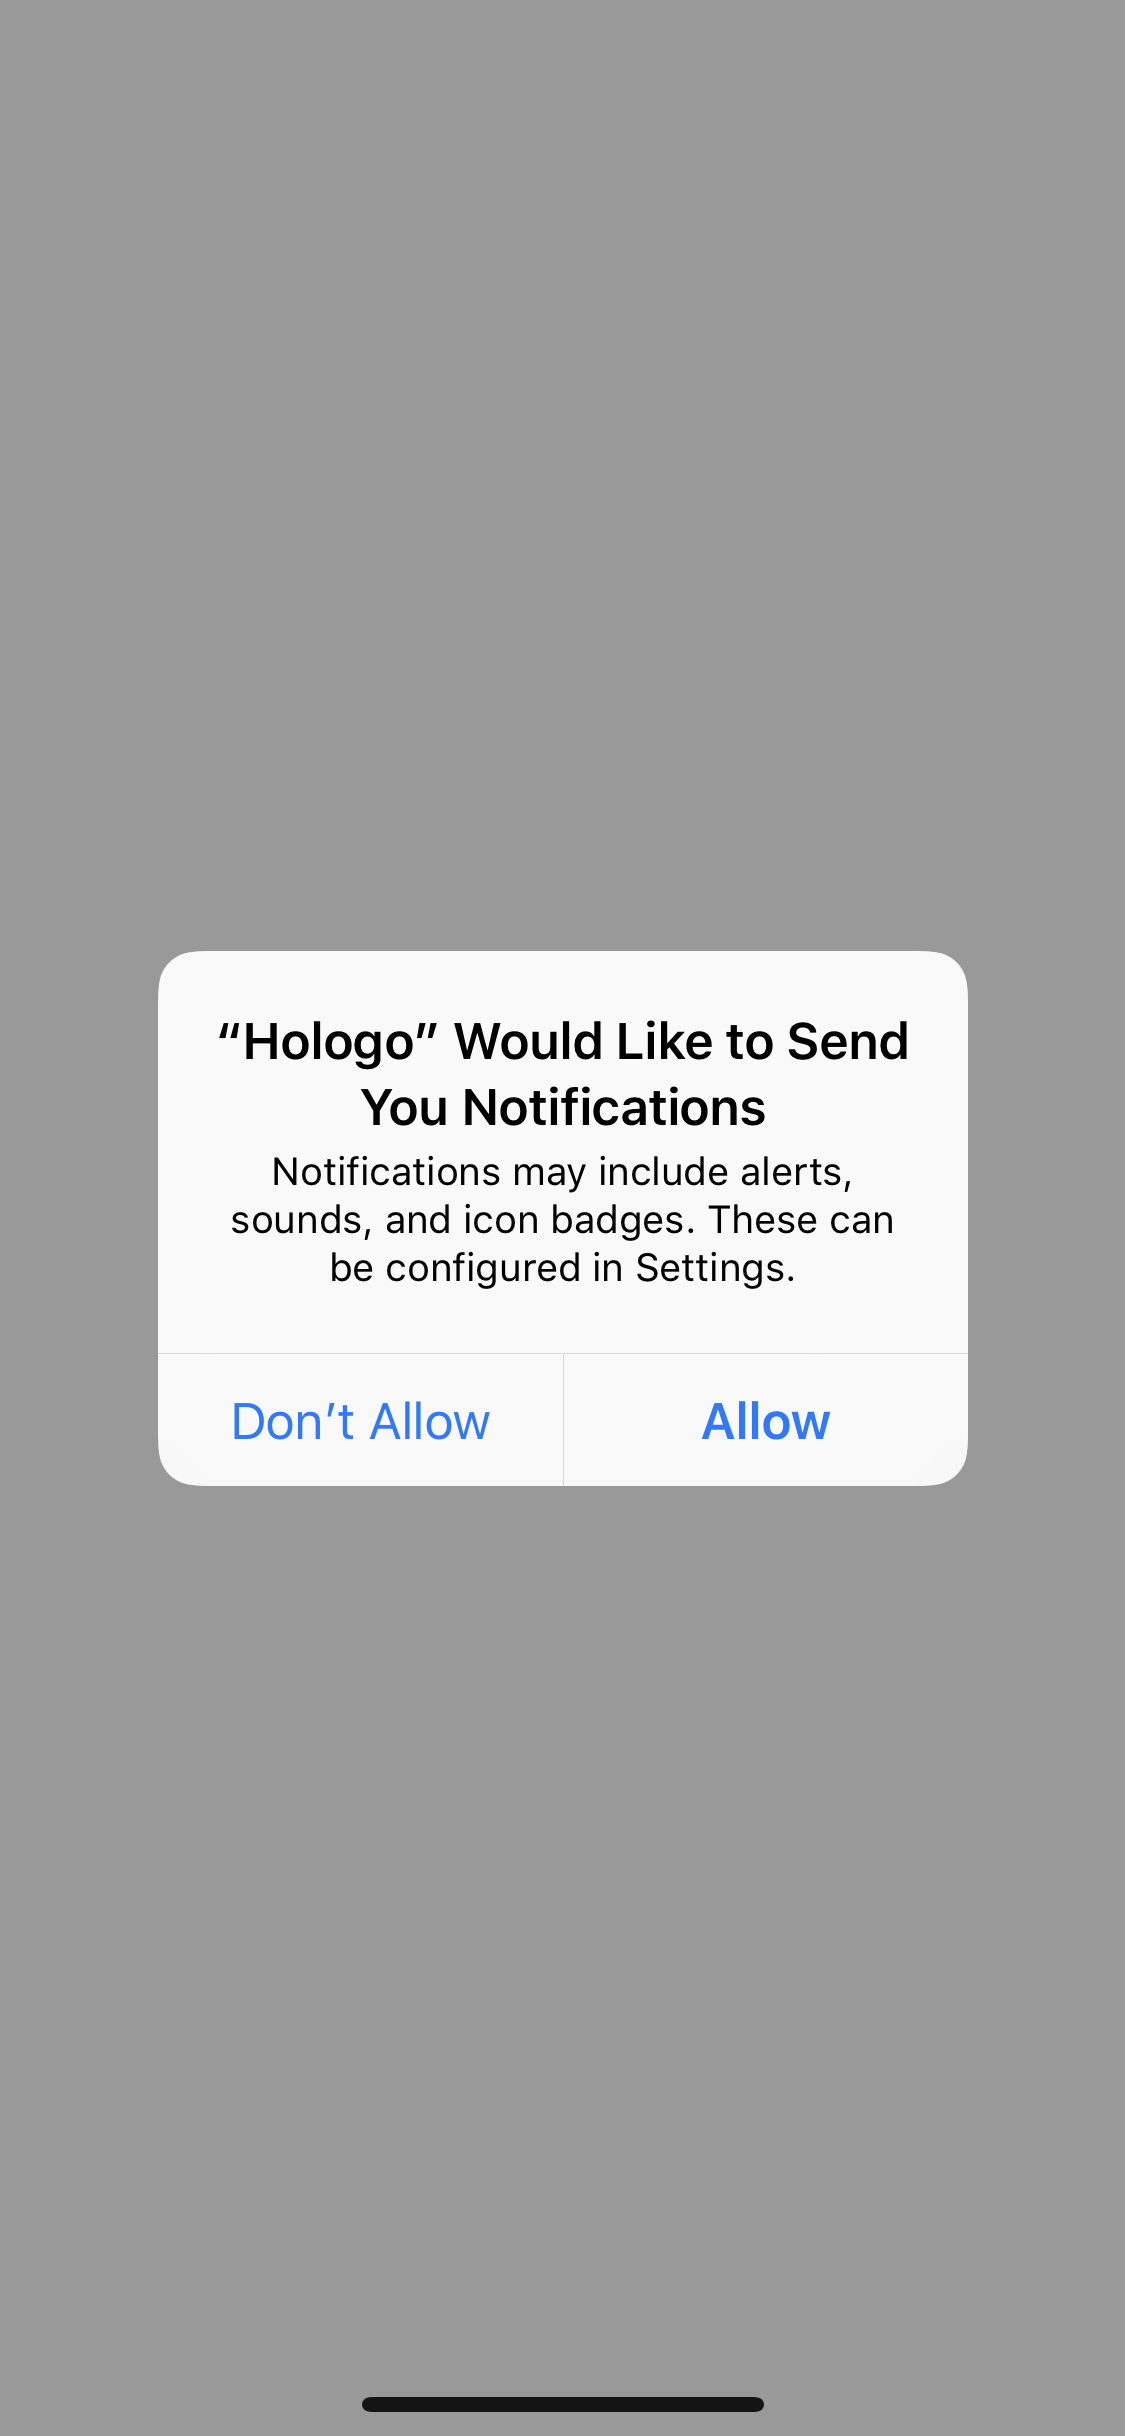 “Hologo” Would Like to Send
You Notifications
Notifications may include alerts,
sounds, and icon badges. These can
be configured in Settings.
Don’t Allow
Allow